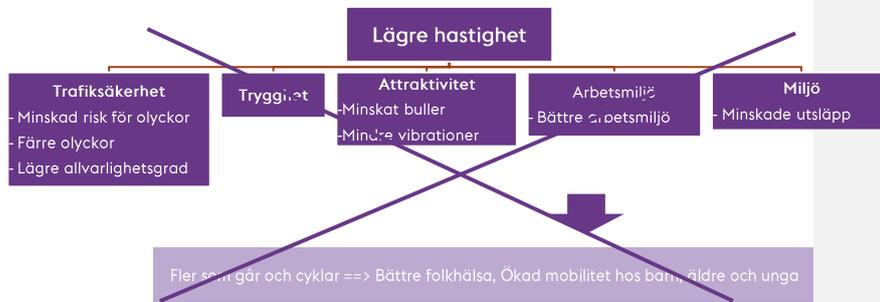 Lägre hastighet
Trafiksäkerhet
- Minskad risk för olyckor
- Färre olyckor
- Lägre allvarlighetsgrad
Trygghet
Attraktivitet
-Minskat buller
-Mindre vibrationer
Arbetsmiljö
- Bättre arbetsmiljö
Miljö
- Minskade utsläpp
Fler som går och cyklar ==> Bättre folkhälsa, Ökad mobilitet hos barn, äldre och unga